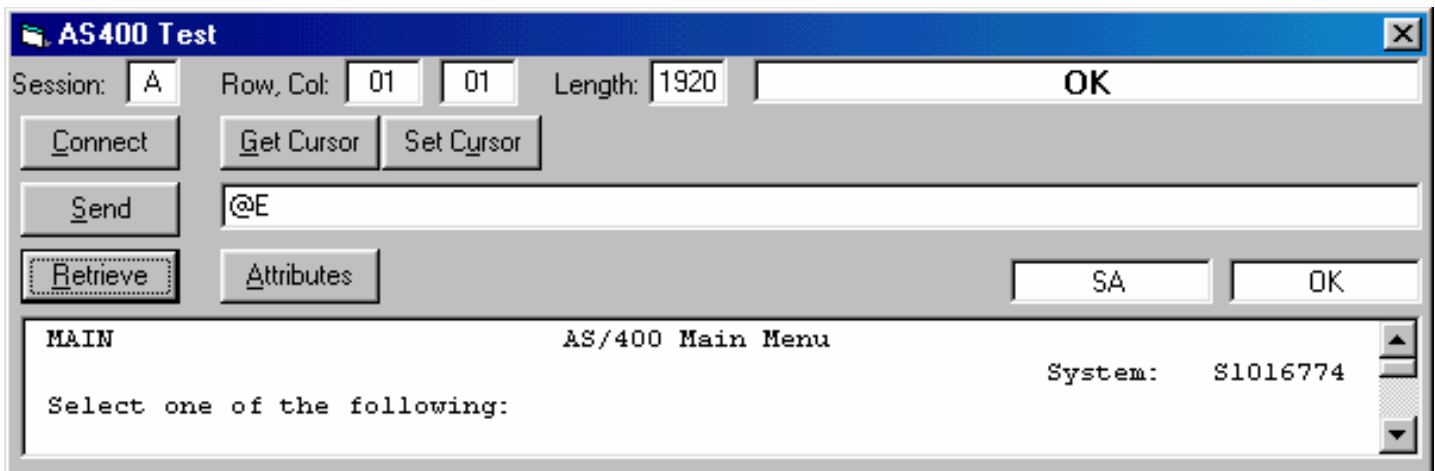 AS400 Test
Session: A Row, Col: 01 01 Length: 1920 OK
Connect Get Cursor Set Cursor
Send @E
Retrieve Attributes SA OK
MAIN AS/400 Main Menu
System: S1016774
Select one of the following: